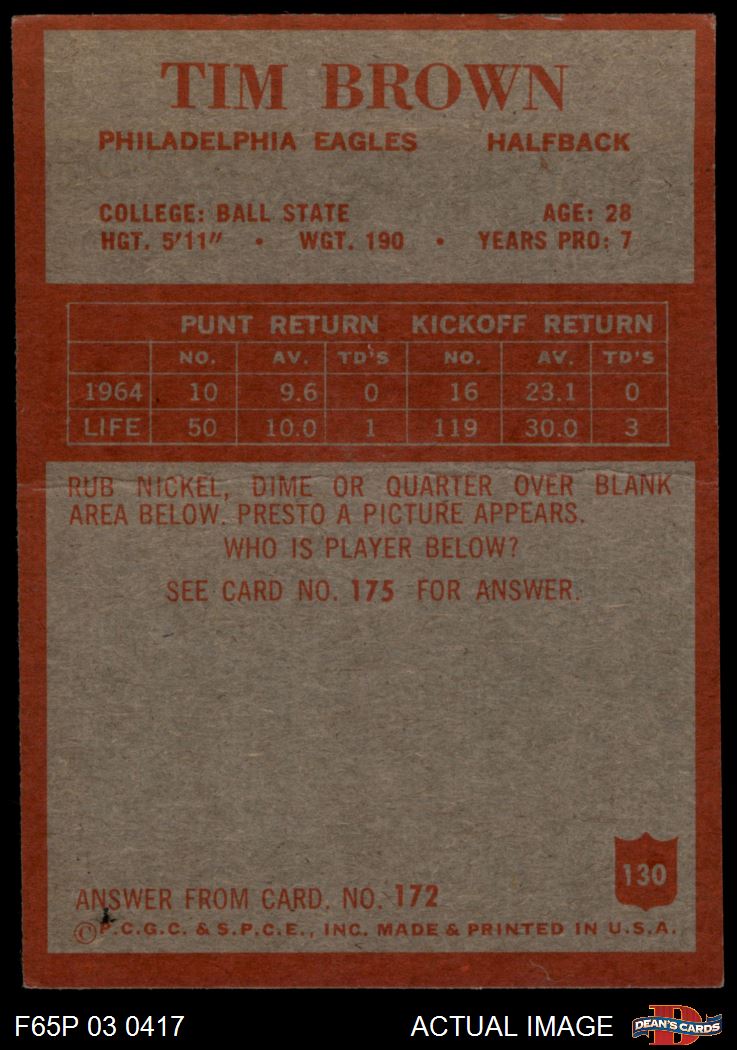 TIM BROWN
PHILADELPHIA EAGLES HALFBACK
COLLEGE: BALL STATE AGE: 28
HGT. 5'11" • WGT. 190 • YEARS PRO: 7
PUNT RETURN KICKOFF RETURN
NO. AV. TD'S NO. AV. TD'S
1964 10 9.6 0 16 23.1 0
LIFE 50 10.0 1 119 30.0 3
RUB NICKEL, DIME OR QUARTER OVER BLANK
AREA BELOW. PRESTO A PICTURE APPEARS.
WHO IS PLAYER BELOW?
SEE CARD NO. 175 FOR ANSWER.
130
ANSWER FROM CARD. NO. 172
©P.C.G.C. & S.P.C.E., INC. MADE & PRINTED IN U.S.A.
F65P 03 0417 ACTUAL IMAGE DEAN'S CARDS